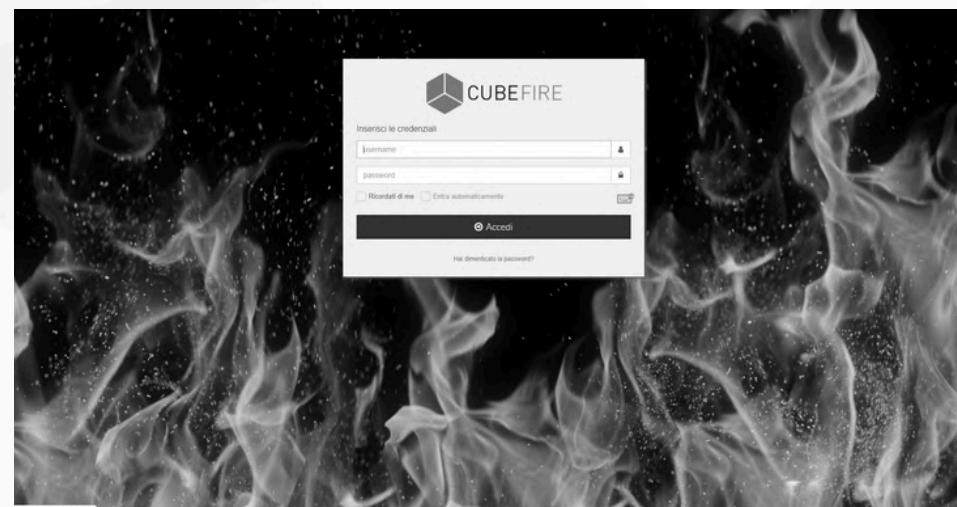 CUBEFIRE
Inserisci le credenziali
username
password
Ricordati di me Entra automaticamente
Accedi
Hai dimenticato la password?